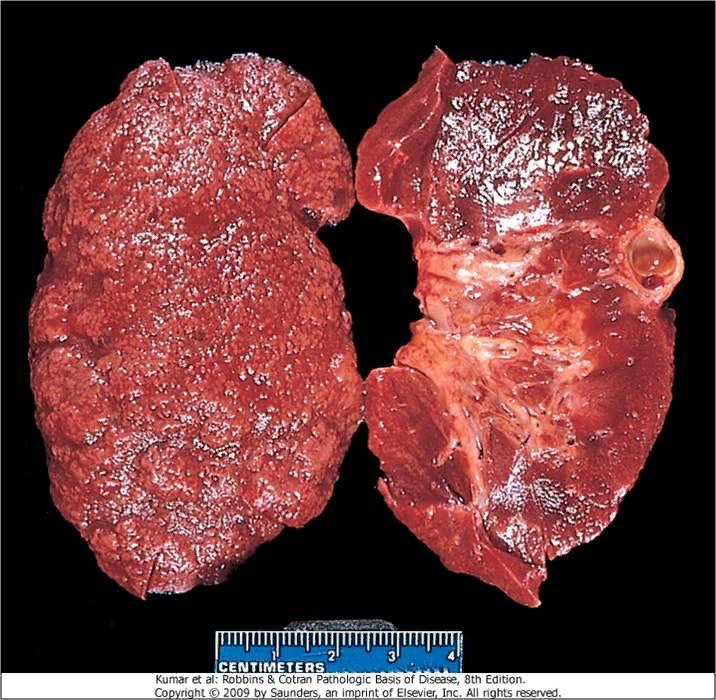 1 2 3 4
CENTIMETERS
Kumar et al: Robbins & Cotran Pathologic Basis of Disease, 8th Edition.
Copyright © 2009 by Saunders, an imprint of Elsevier, Inc. All rights reserved.